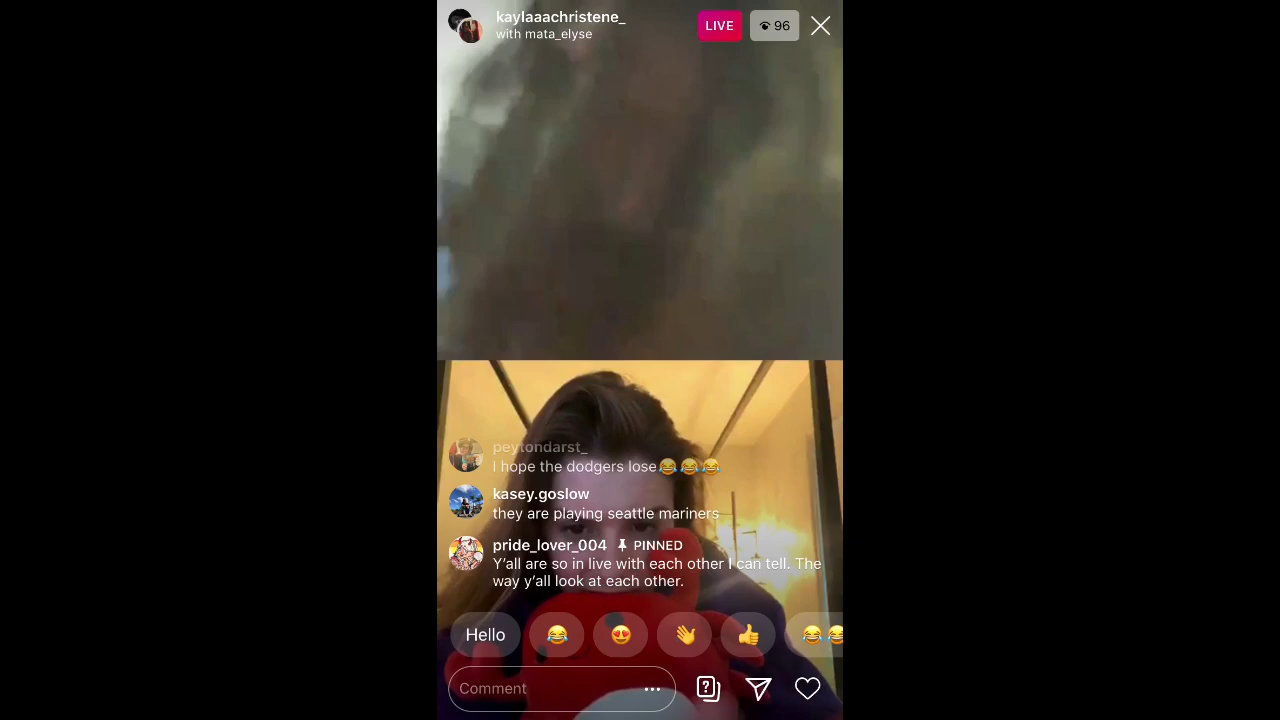 kaylaaachristene_
with mata_elyse
LIVE
96
peytondarst_
I hope the dodgers lose😂😂😂
kasey.goslow
they are playing seattle mariners
pride_lover_004 PINNED
Y'all are so in live with each other I can tell. The
way y'all look at each other.
Hello
Comment